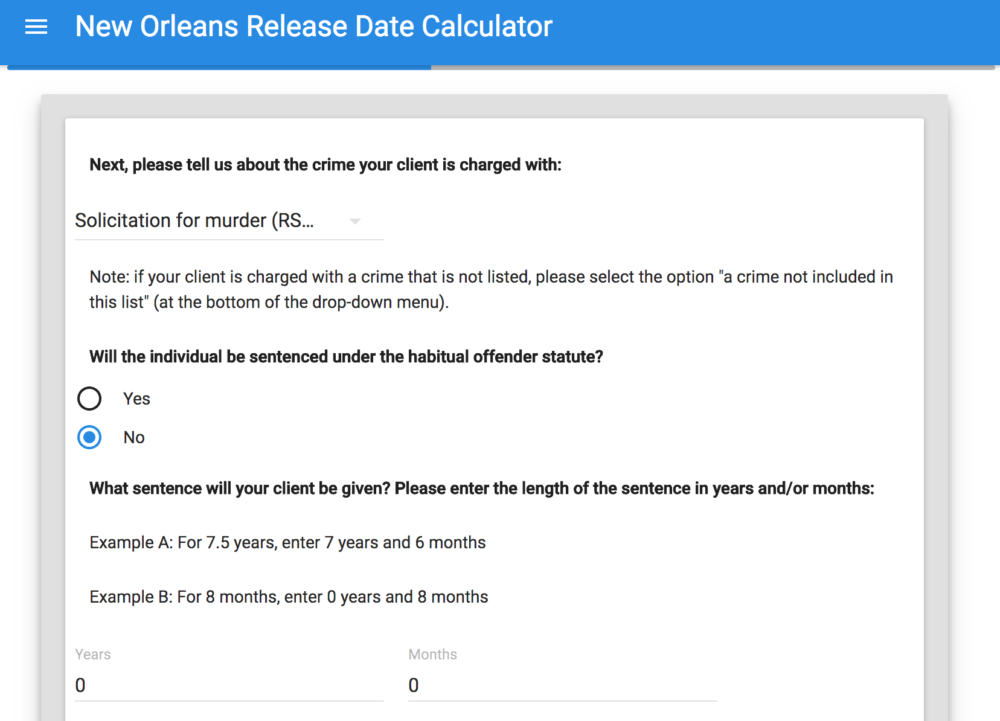 New Orleans Release Date Calculator
Next, please tell us about the crime your client is charged with:
Solicitation for murder (RS...
Note: if your client is charged with a crime that is not listed, please select the option "a crime not included in
this list" (at the bottom of the drop-down menu).
Will the individual be sentenced under the habitual offender statute?
Yes
No
What sentence will your client be given? Please enter the length of the sentence in years and/or months:
Example A: For 7.5 years, enter 7 years and 6 months
Example B: For 8 months, enter 0 years and 8 months
Years Months
0 0